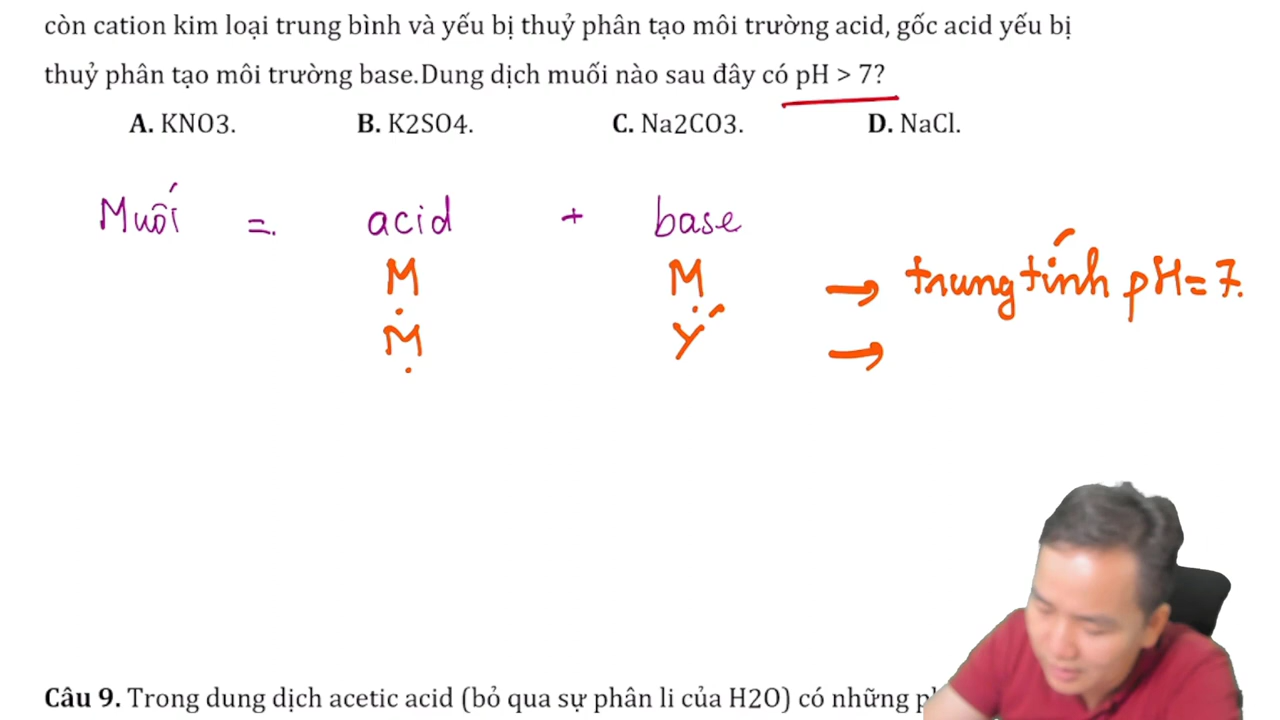 còn cation kim loại trung bình và yếu bị thuỷ phân tạo môi trường acid, gốc acid yếu bị
thuỷ phân tạo môi trường base.Dung dịch muối nào sau đây có pH > 7?
A. KNO3. B. K2SO4. C. Na2CO3. D. NaCl.
Muối = acid + base
M M → trung tính pH = 7.
M Y →
Câu 9. Trong dung dịch acetic acid (bỏ qua sự phân li của H2O) có những